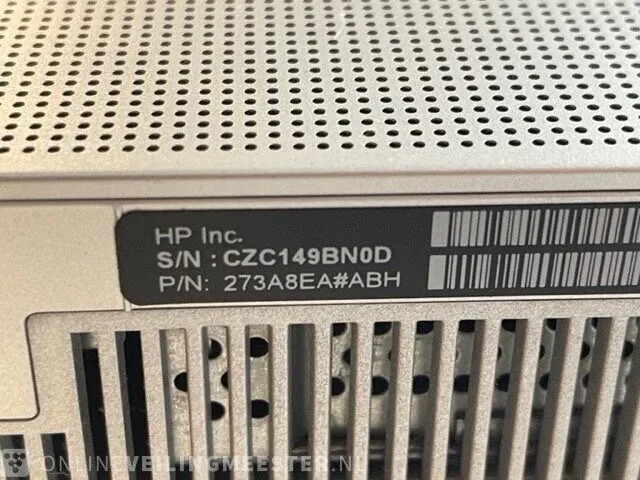 HP Inc.
S/N : CZC149BN0D
P/N: 273A8EA#ABH
ONLINEVEILINGMEESTER.NL